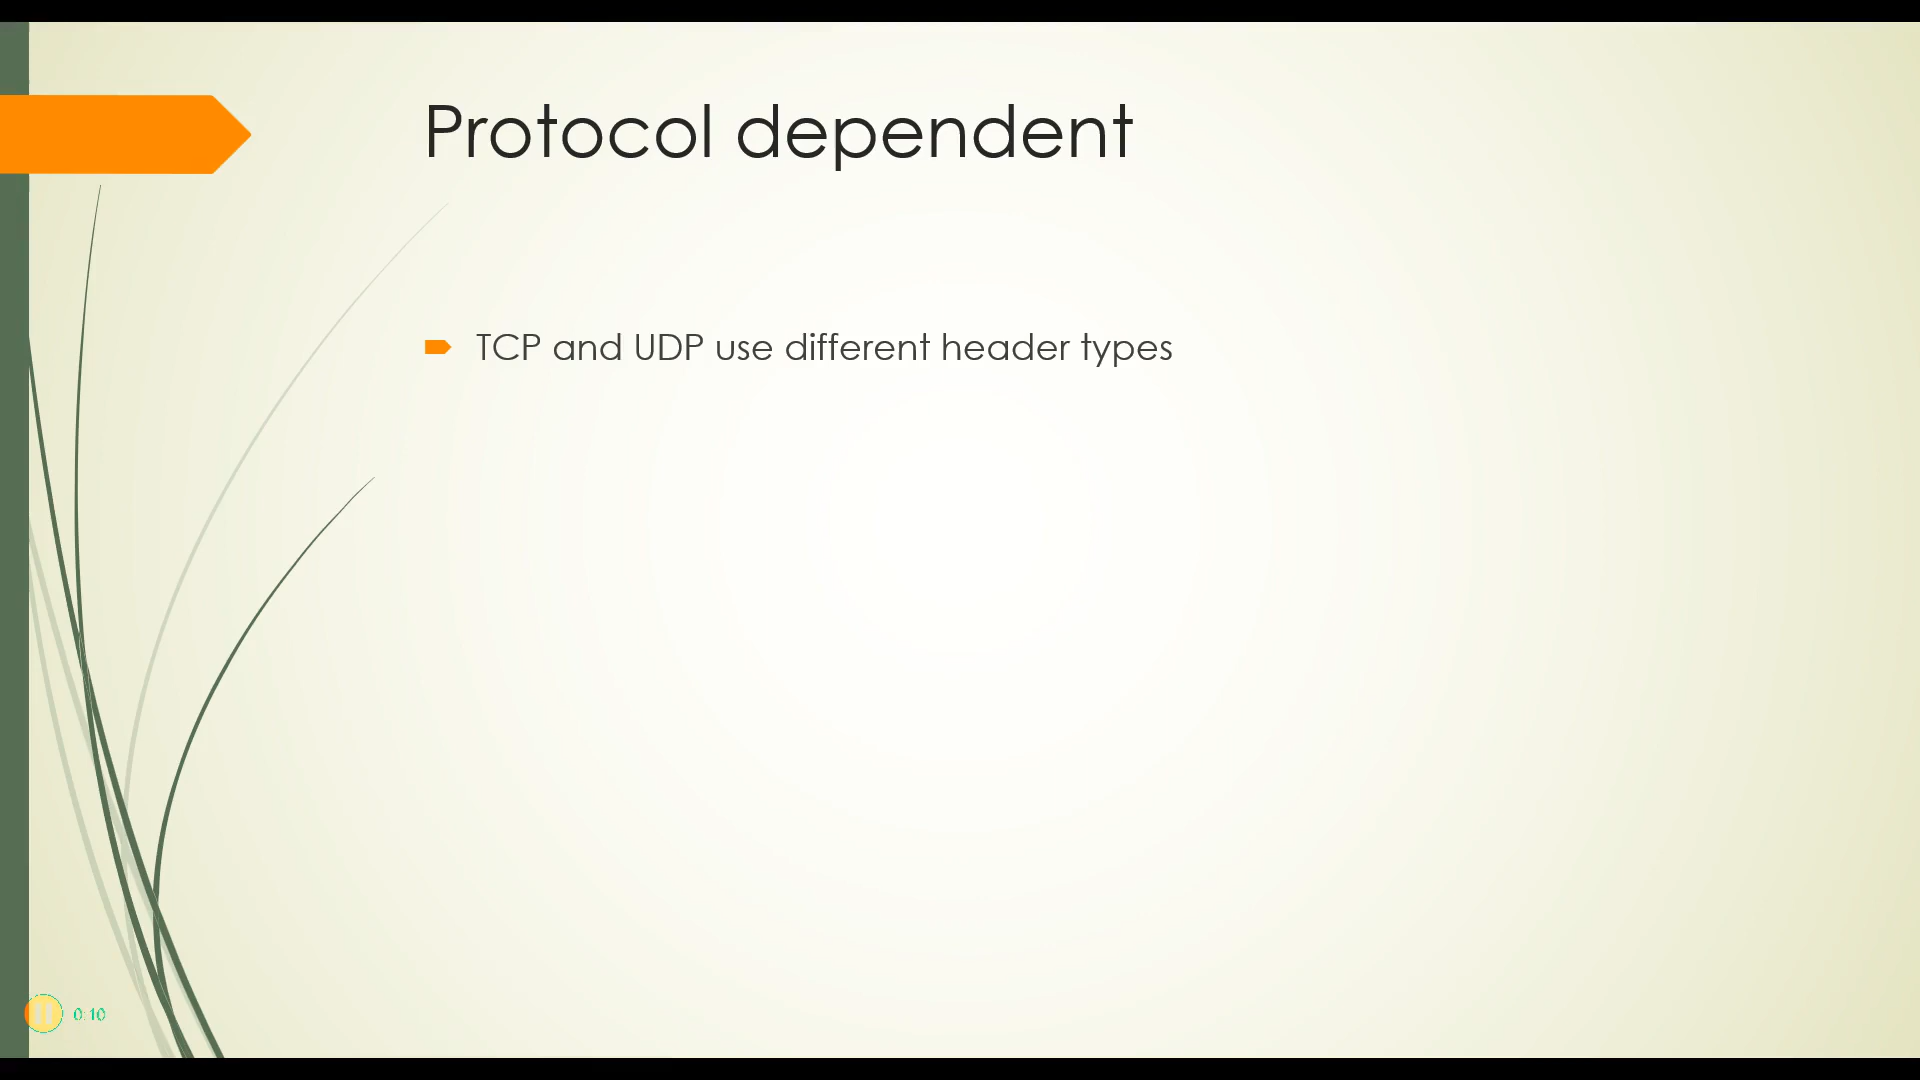 Protocol dependent
TCP and UDP use different header types
0:10